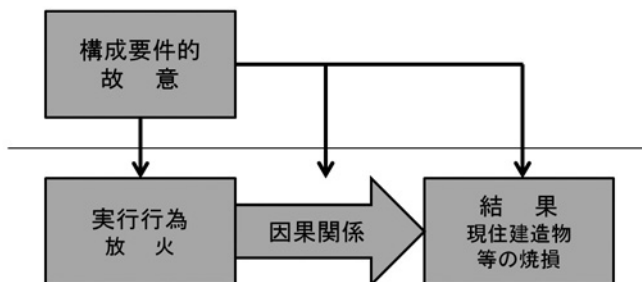 構成要件的
故 意
実行行為
放 火
因果関係
結 果
現住建造物
等の焼損